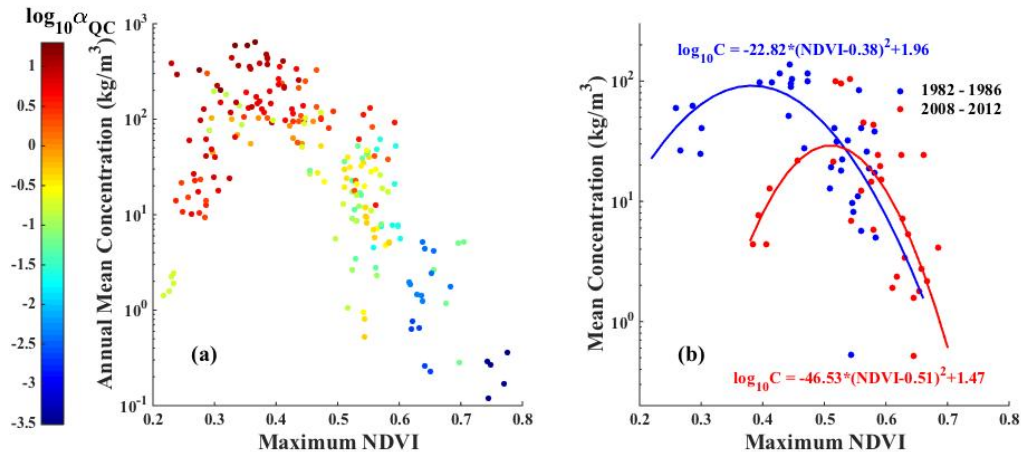 log₁₀α_QC
1
0.5
0
-0.5
-1
-1.5
-2
-2.5
-3
-3.5
Annual Mean Concentration (kg/m³)C
10³
10²
10¹
10⁰
10⁻¹
(a)
0.2 0.3 0.4 0.5 0.6 0.7 0.8
Maximum NDVI
Mean Concentration (kg/m³)
10²
10¹
10⁰
log₁₀C = -22.82*(NDVI-0.38)²+1.96
1982 - 1986
2008 - 2012
(b)
log₁₀C = -46.53*(NDVI-0.51)²+1.47
0.2 0.3 0.4 0.5 0.6 0.7 0.8
Maximum NDVI